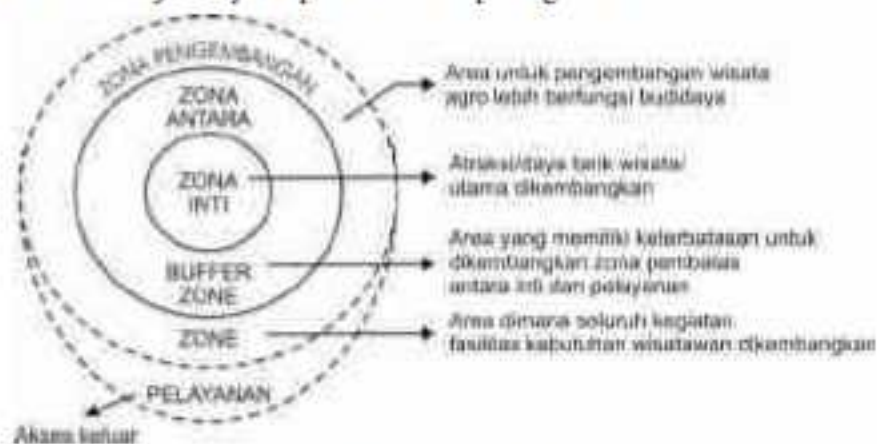 ZONA PENGEMBANGAN
ZONA
ANTARA
ZONA
INTI
BUFFER
ZONE
ZONE
PELAYANAN
Akses keluar
Area untuk pengembangan wisata
agro lebih berfungsi budidaya
Atraksi/daya tarik wisata/
utama dikembangkan
Area yang memiliki keterbatasan untuk
dikembangkan zona pembatas
antara inti dan pelayanan
Area dimana seluruh kegiatan
fasilitas kebutuhan wisatawan dikembangkan